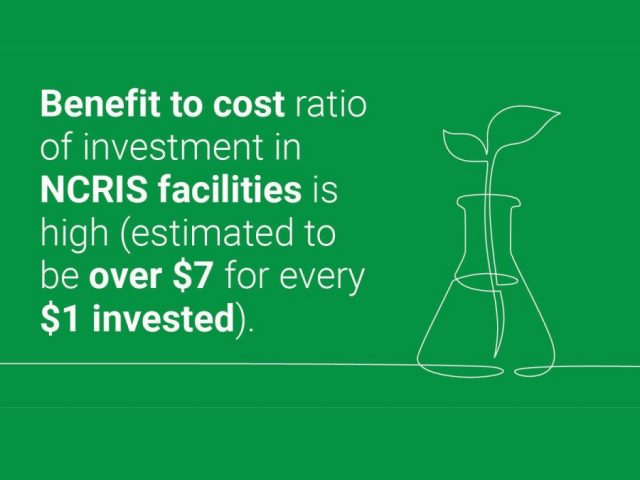 Benefit to cost ratio
of investment in
NCRIS facilities is
high (estimated to
be over $7 for every
$1 invested).